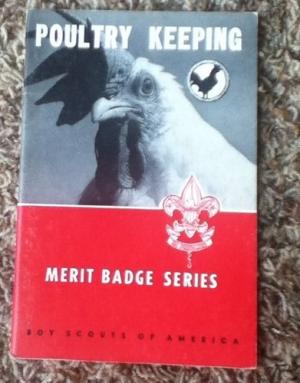 POULTRY KEEPING
MERIT BADGE SERIES
BOY SCOUTS OF AMERICA